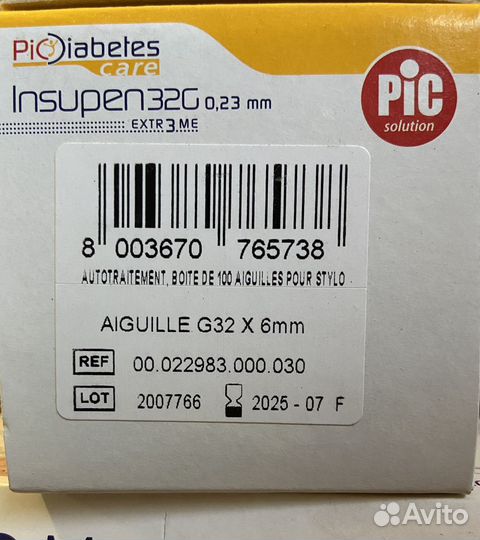 PiC Diabetes
care
Insupen 32G 0,23 mm
EXTR3ME
PiC
solution
8 003670 765738
AUTOTRAITEMENT, BOITE DE 100 AIGUILLES POUR STYLO
AIGUILLE G32 X 6mm
REF 00.022983.000.030
LOT 2007766 2025 - 07 F
Avito